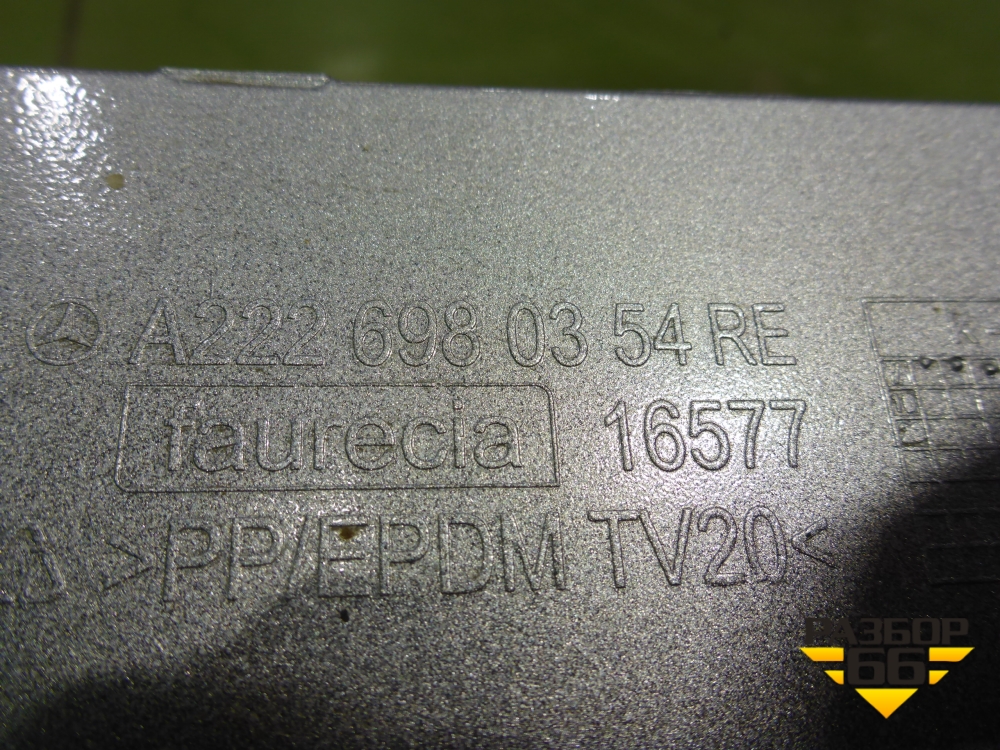 A222 698 03 54 RE
faurecia 16577
>PP/EPDM TV20<
РАЗБОР
66